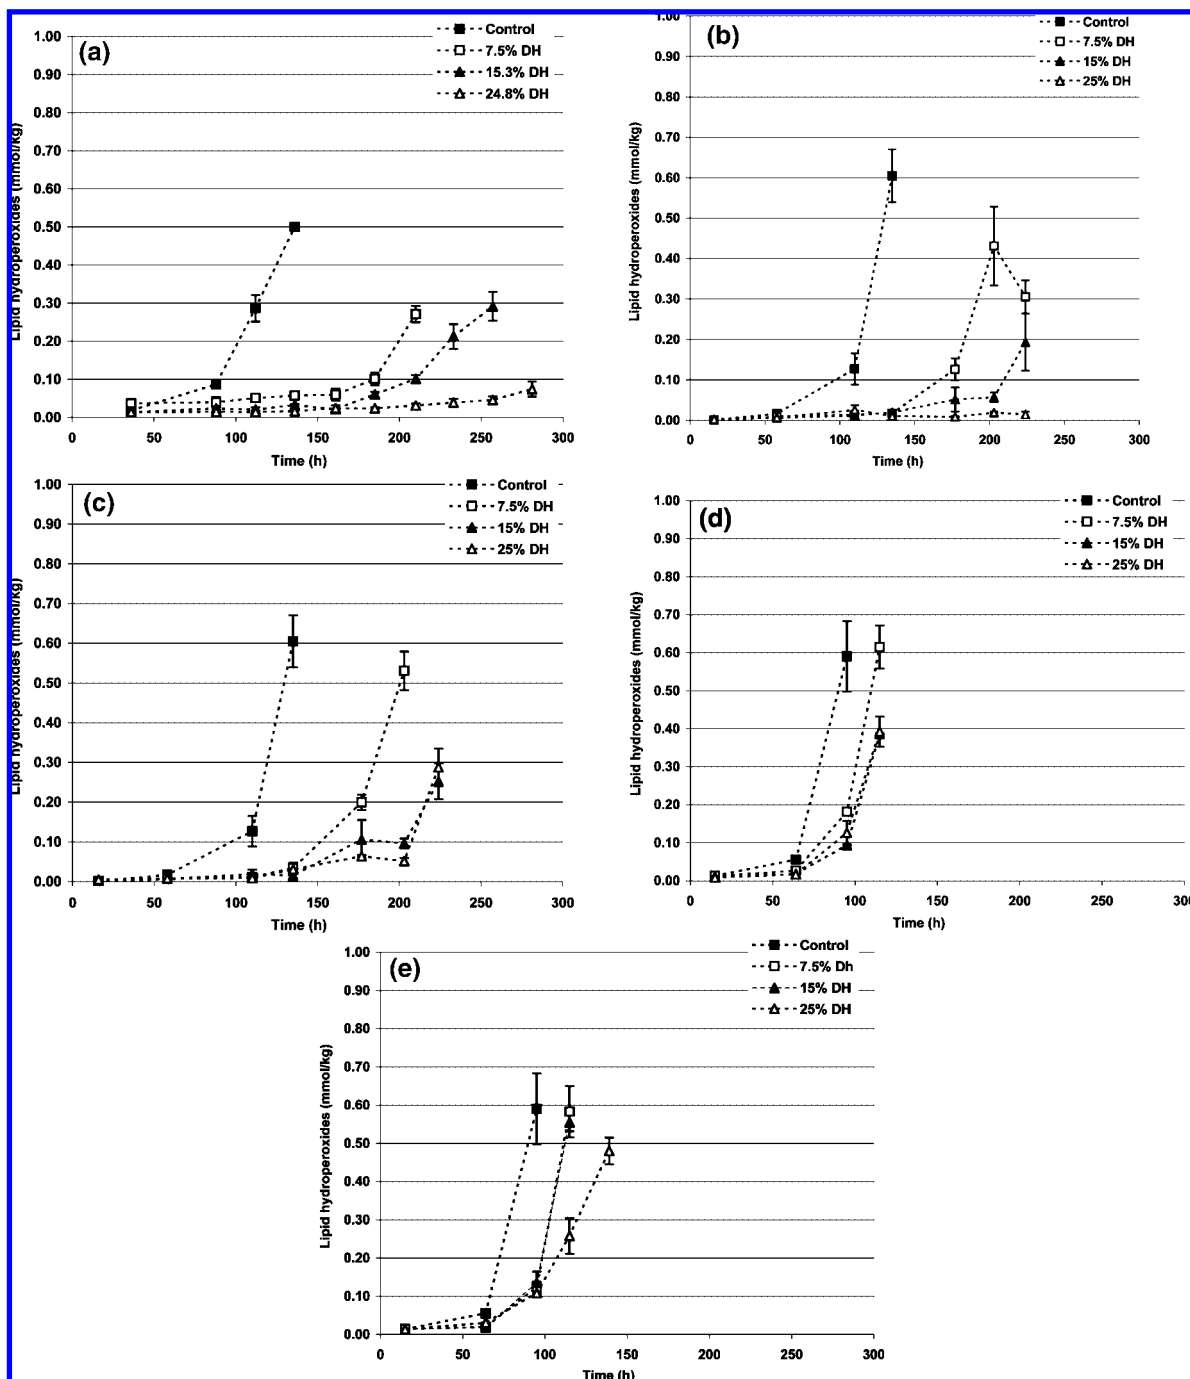 (a)
Control
7.5% DH
15.3% DH
24.8% DH
1.00
0.90
0.80
0.70
0.60
0.50
0.40
0.30
0.20
0.10
0.00
Lipid hydroperoxides (mmol/kg)
0 50 100 150 200 250 300
Time (h)
(b)
Control
7.5% DH
15% DH
25% DH
1.00
0.90
0.80
0.70
0.60
0.50
0.40
0.30
0.20
0.10
0.00
Lipid hydroperoxides (mmol/kg)
0 50 100 150 200 250 300
Time (h)
(c)
Control
7.5% DH
15% DH
25% DH
1.00
0.90
0.80
0.70
0.60
0.50
0.40
0.30
0.20
0.10
0.00
Lipid hydroperoxides (mmol/kg)
0 50 100 150 200 250 300
Time (h)
(d)
Control
7.5% DH
15% DH
25% DH
1.00
0.90
0.80
0.70
0.60
0.50
0.40
0.30
0.20
0.10
0.00
Lipid hydroperoxides (mmol/kg)
0 50 100 150 200 250 300
Time (h)
(e)
Control
7.5% Dh
15% DH
25% DH
1.00
0.90
0.80
0.70
0.60
0.50
0.40
0.30
0.20
0.10
0.00
Lipid hydroperoxides (mmol/kg)
0 50 100 150 200 250 300
Time (h)